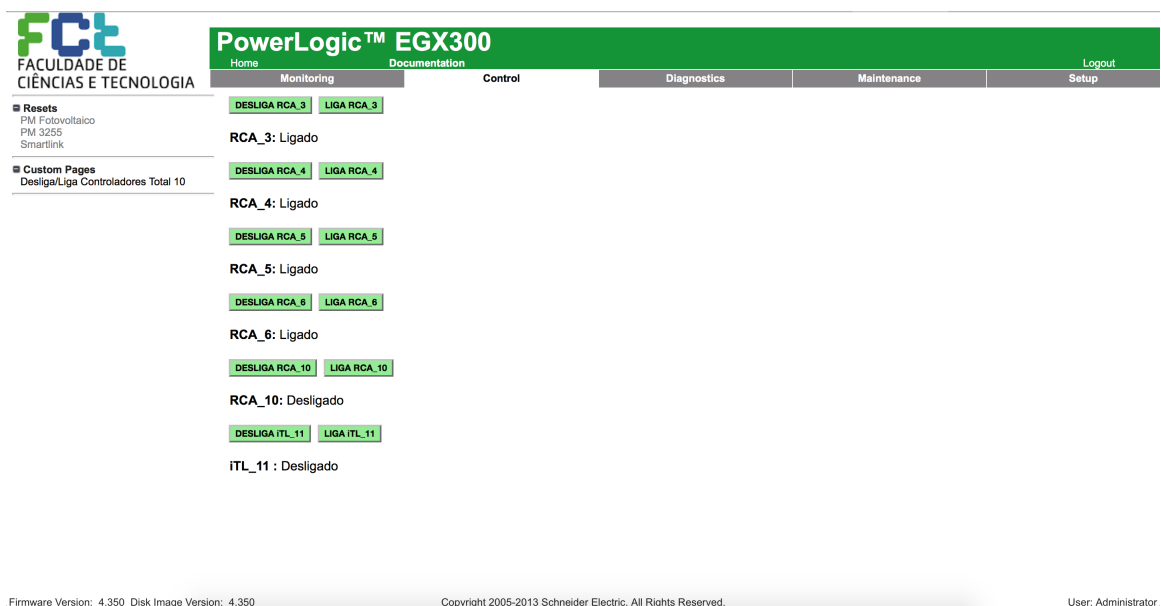 FCt
FACULDADE DE
CIÊNCIAS E TECNOLOGIA
PowerLogic™ EGX300
Home Documentation Logout
Monitoring Control Diagnostics Maintenance Setup
Resets
PM Fotovoltaico
PM 3255
Smartlink
Custom Pages
Desliga/Liga Controladores Total 10
DESLIGA RCA_3 LIGA RCA_3
RCA_3: Ligado
DESLIGA RCA_4 LIGA RCA_4
RCA_4: Ligado
DESLIGA RCA_5 LIGA RCA_5
RCA_5: Ligado
DESLIGA RCA_6 LIGA RCA_6
RCA_6: Ligado
DESLIGA RCA_10 LIGA RCA_10
RCA_10: Desligado
DESLIGA iTL_11 LIGA iTL_11
iTL_11 : Desligado
Firmware Version: 4.350 Disk Image Version: 4.350 Copyright 2005-2013 Schneider Electric. All Rights Reserved. User: Administrator